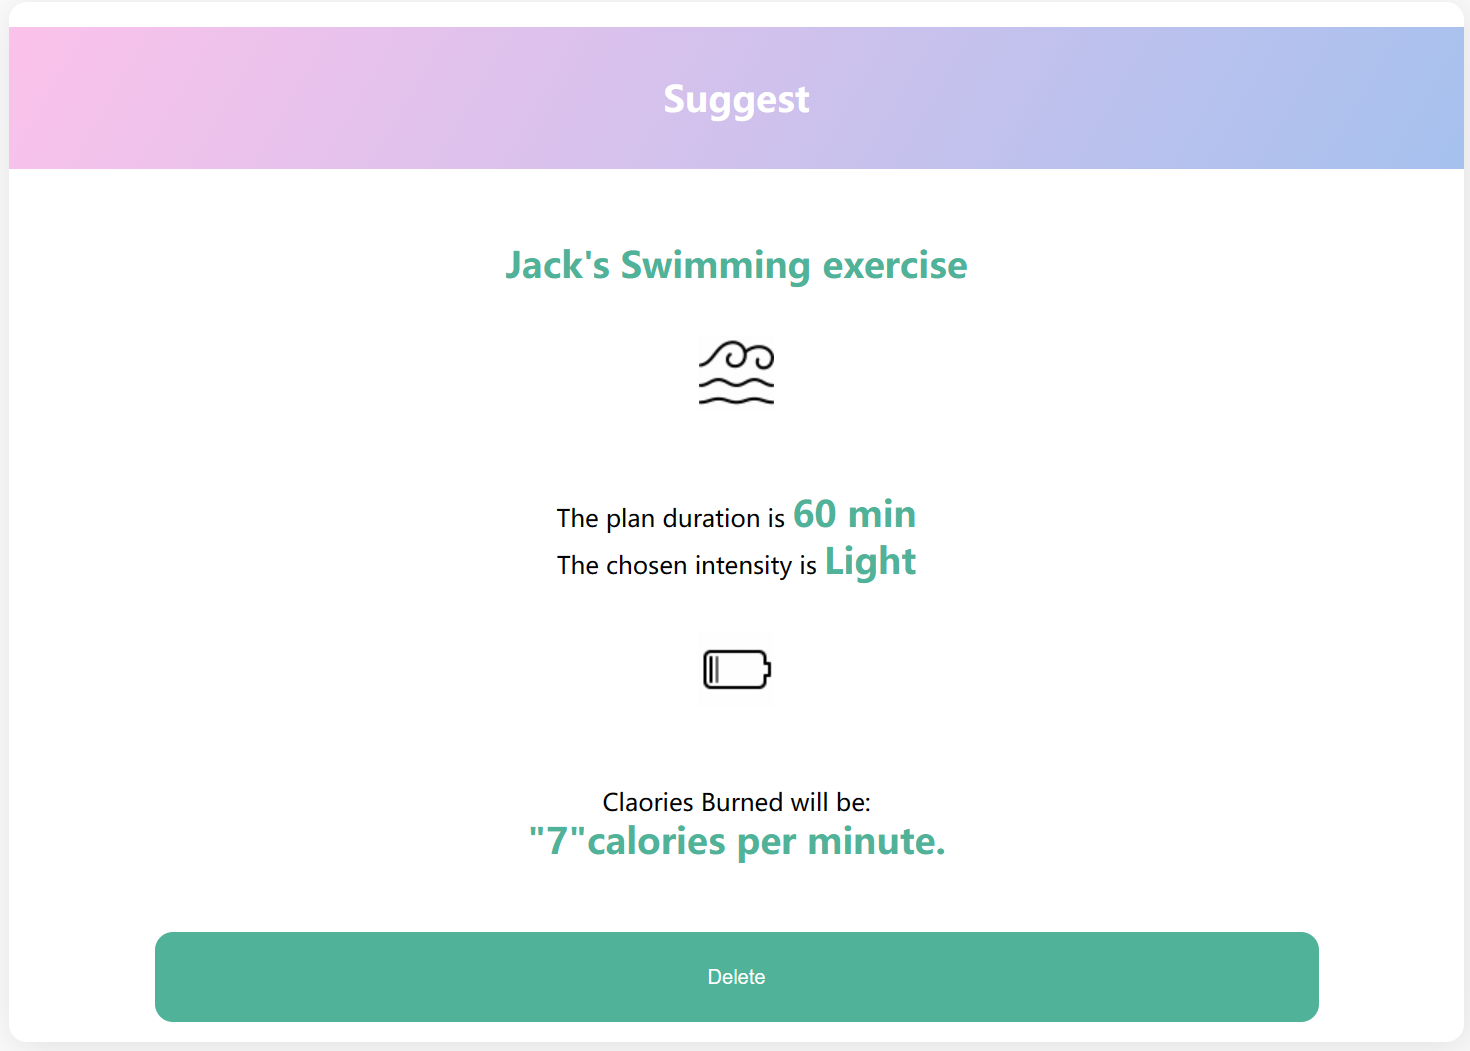 Suggest
Jack's Swimming exercise
The plan duration is 60 min
The chosen intensity is Light
Claories Burned will be:
"7"calories per minute.
Delete